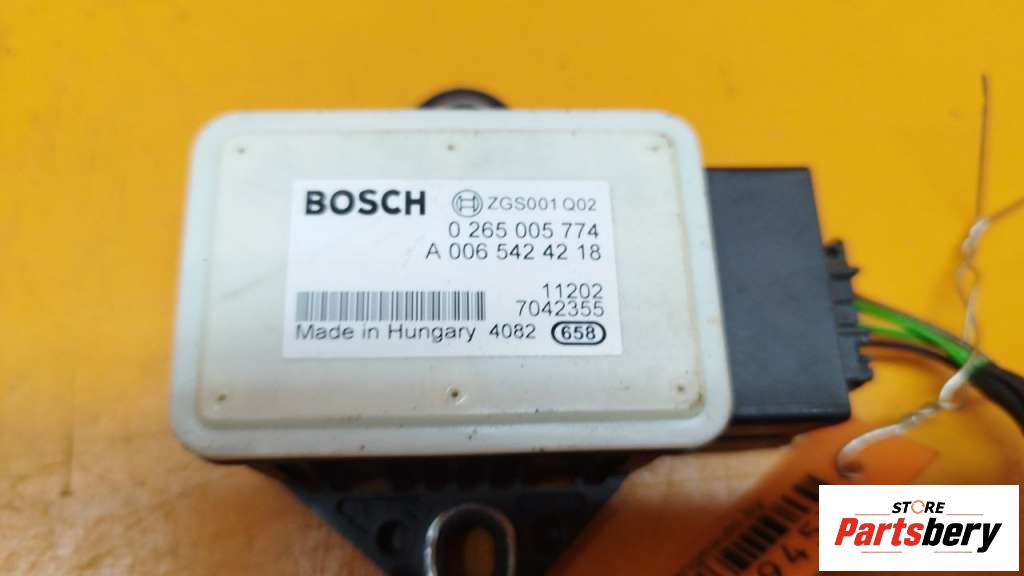 BOSCH ZGS001 Q02
0 265 005 774
A 006 542 42 18
11202
7042355
Made in Hungary 4082 658
STORE
Partsbery